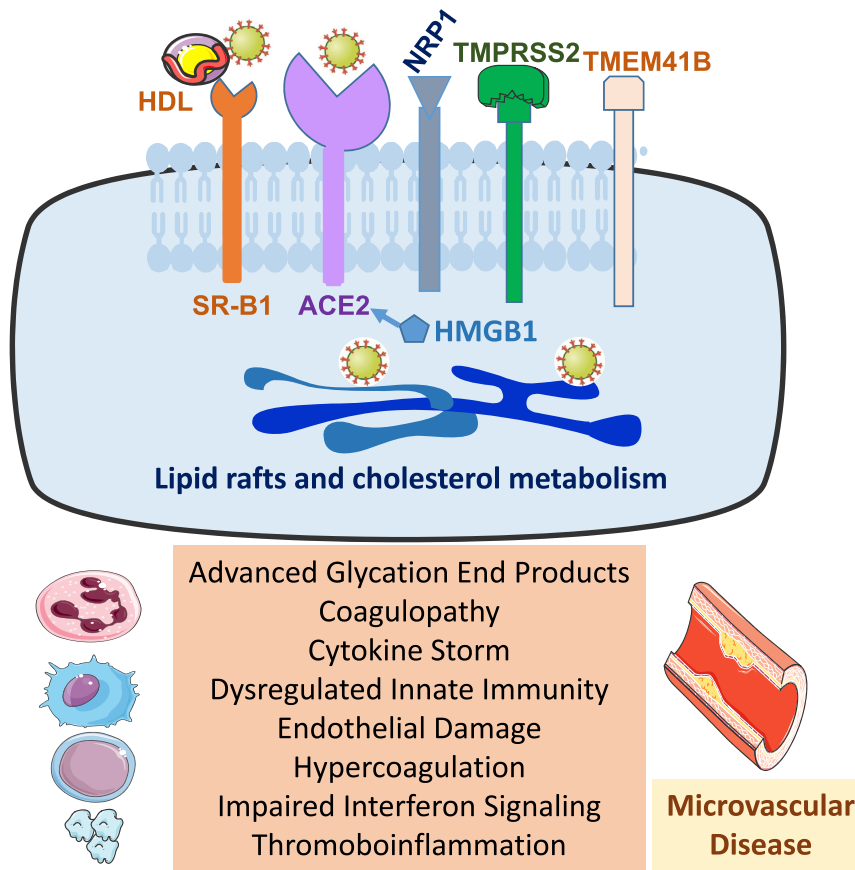 NRP1
TMPRSS2
TMEM41B
HDL
SR-B1
ACE2
HMGB1
Lipid rafts and cholesterol metabolism
Advanced Glycation End Products
Coagulopathy
Cytokine Storm
Dysregulated Innate Immunity
Endothelial Damage
Hypercoagulation
Impaired Interferon Signaling
Thromoboinflammation
Microvascular
Disease